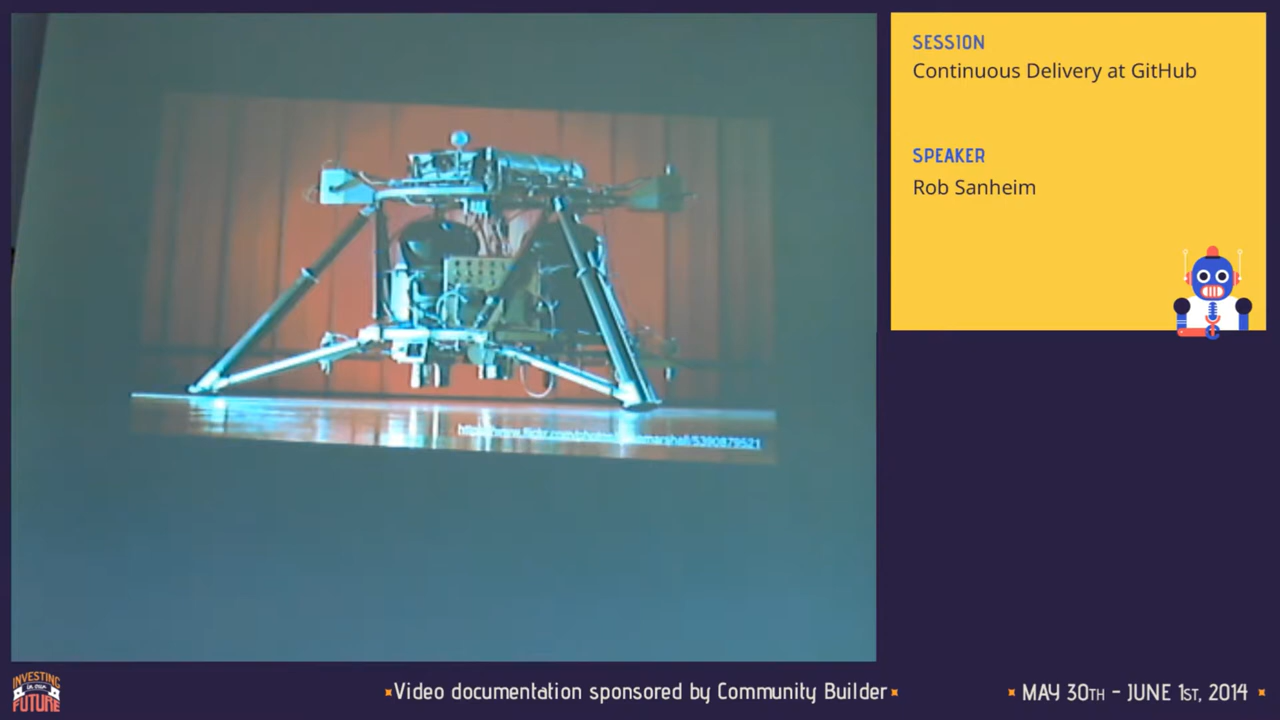 SESSION
Continuous Delivery at GitHub
SPEAKER
Rob Sanheim
INVESTING
FUTURE
Video documentation sponsored by Community Builder
MAY 30TH - JUNE 1ST, 2014